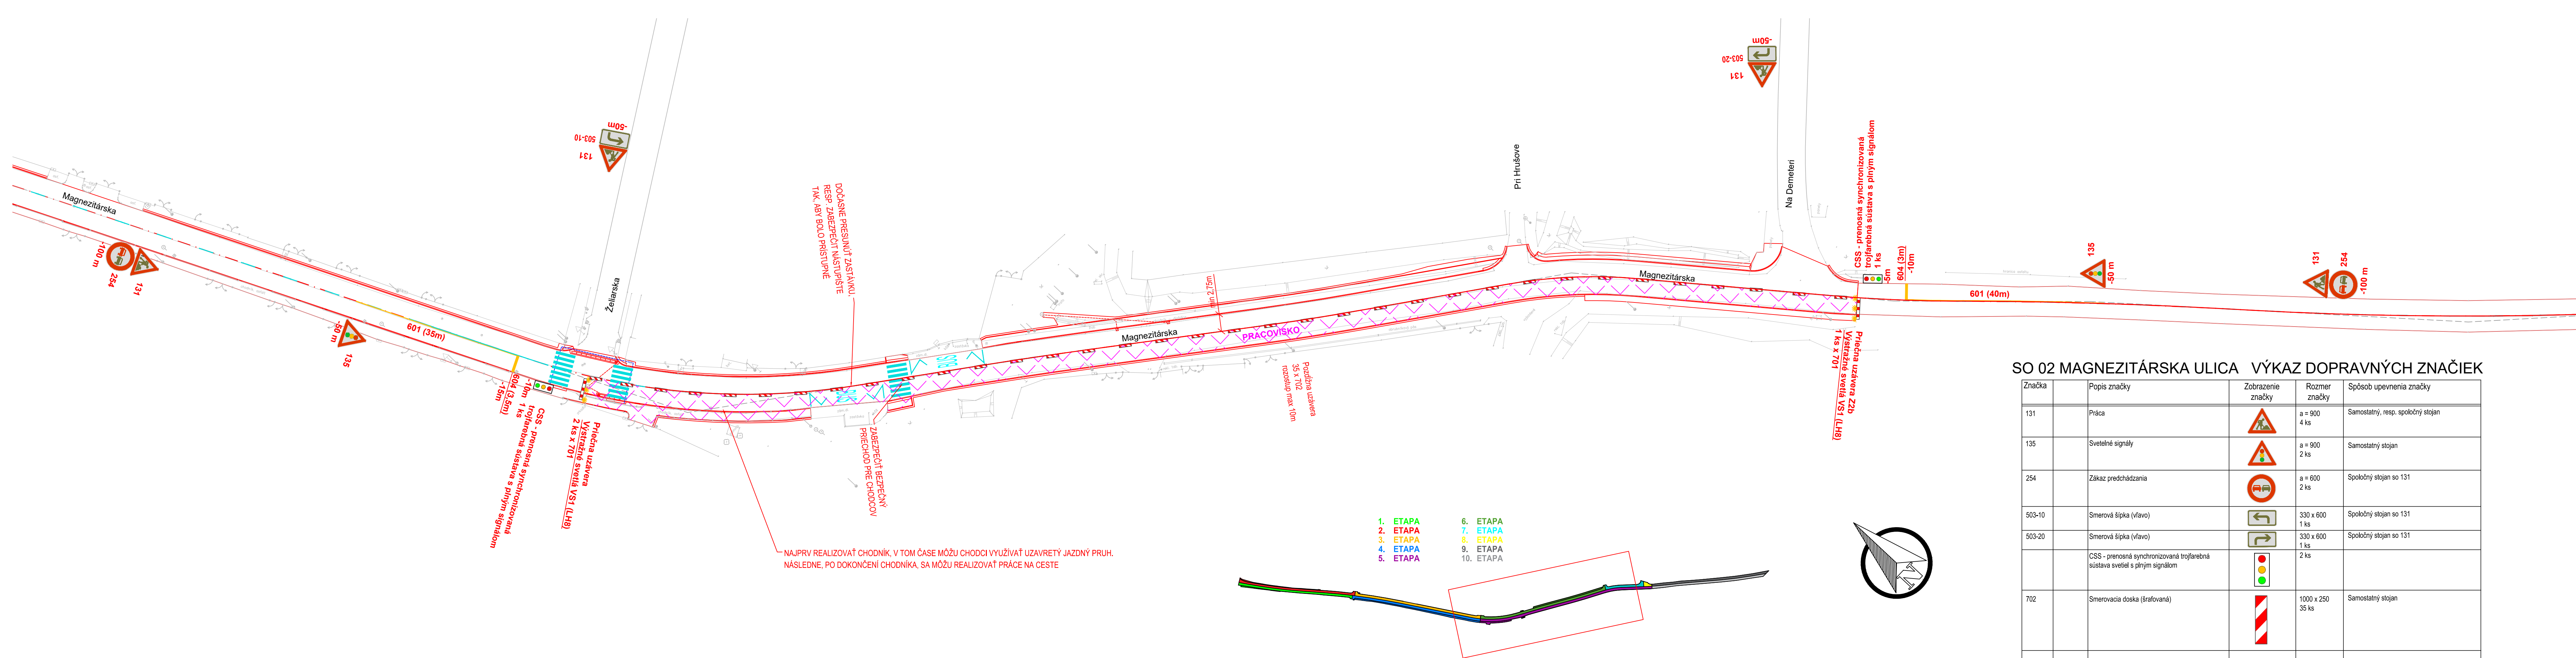 Magnezitárska
-100 m
254
131
-50 m
135
601 (35m)
604 (3.5m)
-15m
-10m
1 ks
CSS - prenosná synchronizovaná
trojfarebná sústava s plným signálom
Priečna uzávera
Výstražné svetlá VS1 (LH8)
2 ks x 701
-50m
503-10
131
Želiarska
DOČASNE PRESUNÚŤ ZASTÁVKU,
RESP. ZABEZPEČIŤ NÁSTUPIŠTE
TAK, ABY BOLO PRÍSTUPNÉ
ZABEZPEČIŤ BEZPEČNÝ
PRIECHOD PRE CHODCOV
NAJPRV REALIZOVAŤ CHODNÍK, V TOM ČASE MÔŽU CHODCI VYUŽÍVAŤ UZAVRETÝ JAZDNÝ PRUH.
NÁSLEDNE, PO DOKONČENÍ CHODNÍKA, SA MÔŽU REALIZOVAŤ PRÁCE NA CESTE
Magnezitárska
min 2,75m
PRACOVISKO
Pozdĺžna uzávera
35 x 702
rozostup max 10m
Pri Hrušove
Magnezitárska
-50m
503-20
131
Na Demeteri
CSS - prenosná synchronizovaná
trojfarebná sústava s plným signálom
1 ks
-5m
604 (3m)
-10m
Priečna uzávera Z2b
Výstražné svetlá VS1 (LH8)
1 ks x 701
601 (40m)
135
-50 m
131
254
-100 m
1. ETAPA
2. ETAPA
3. ETAPA
4. ETAPA
5. ETAPA
6. ETAPA
7. ETAPA
8. ETAPA
9. ETAPA
10. ETAPA
N
SO 02 MAGNEZITÁRSKA ULICA VÝKAZ DOPRAVNÝCH ZNAČIEK
Značka Popis značky Zobrazenie značky Rozmer značky Spôsob upevnenia značky
131 Práca a = 900 Samostatný, resp. spoločný stojan
4 ks
135 Svetelné signály a = 900 Samostatný stojan
2 ks
254 Zákaz predchádzania a = 600 Spoločný stojan so 131
2 ks
503-10 Smerová šípka (vľavo) 330 x 600 Spoločný stojan so 131
1 ks
503-20 Smerová šípka (vľavo) 330 x 600 Spoločný stojan so 131
1 ks
CSS - prenosná synchronizovaná trojfarebná 2 ks
sústava svetiel s plným signálom
702 Smerovacia doska (šrafovaná) 1000 x 250 Samostatný stojan
35 ks